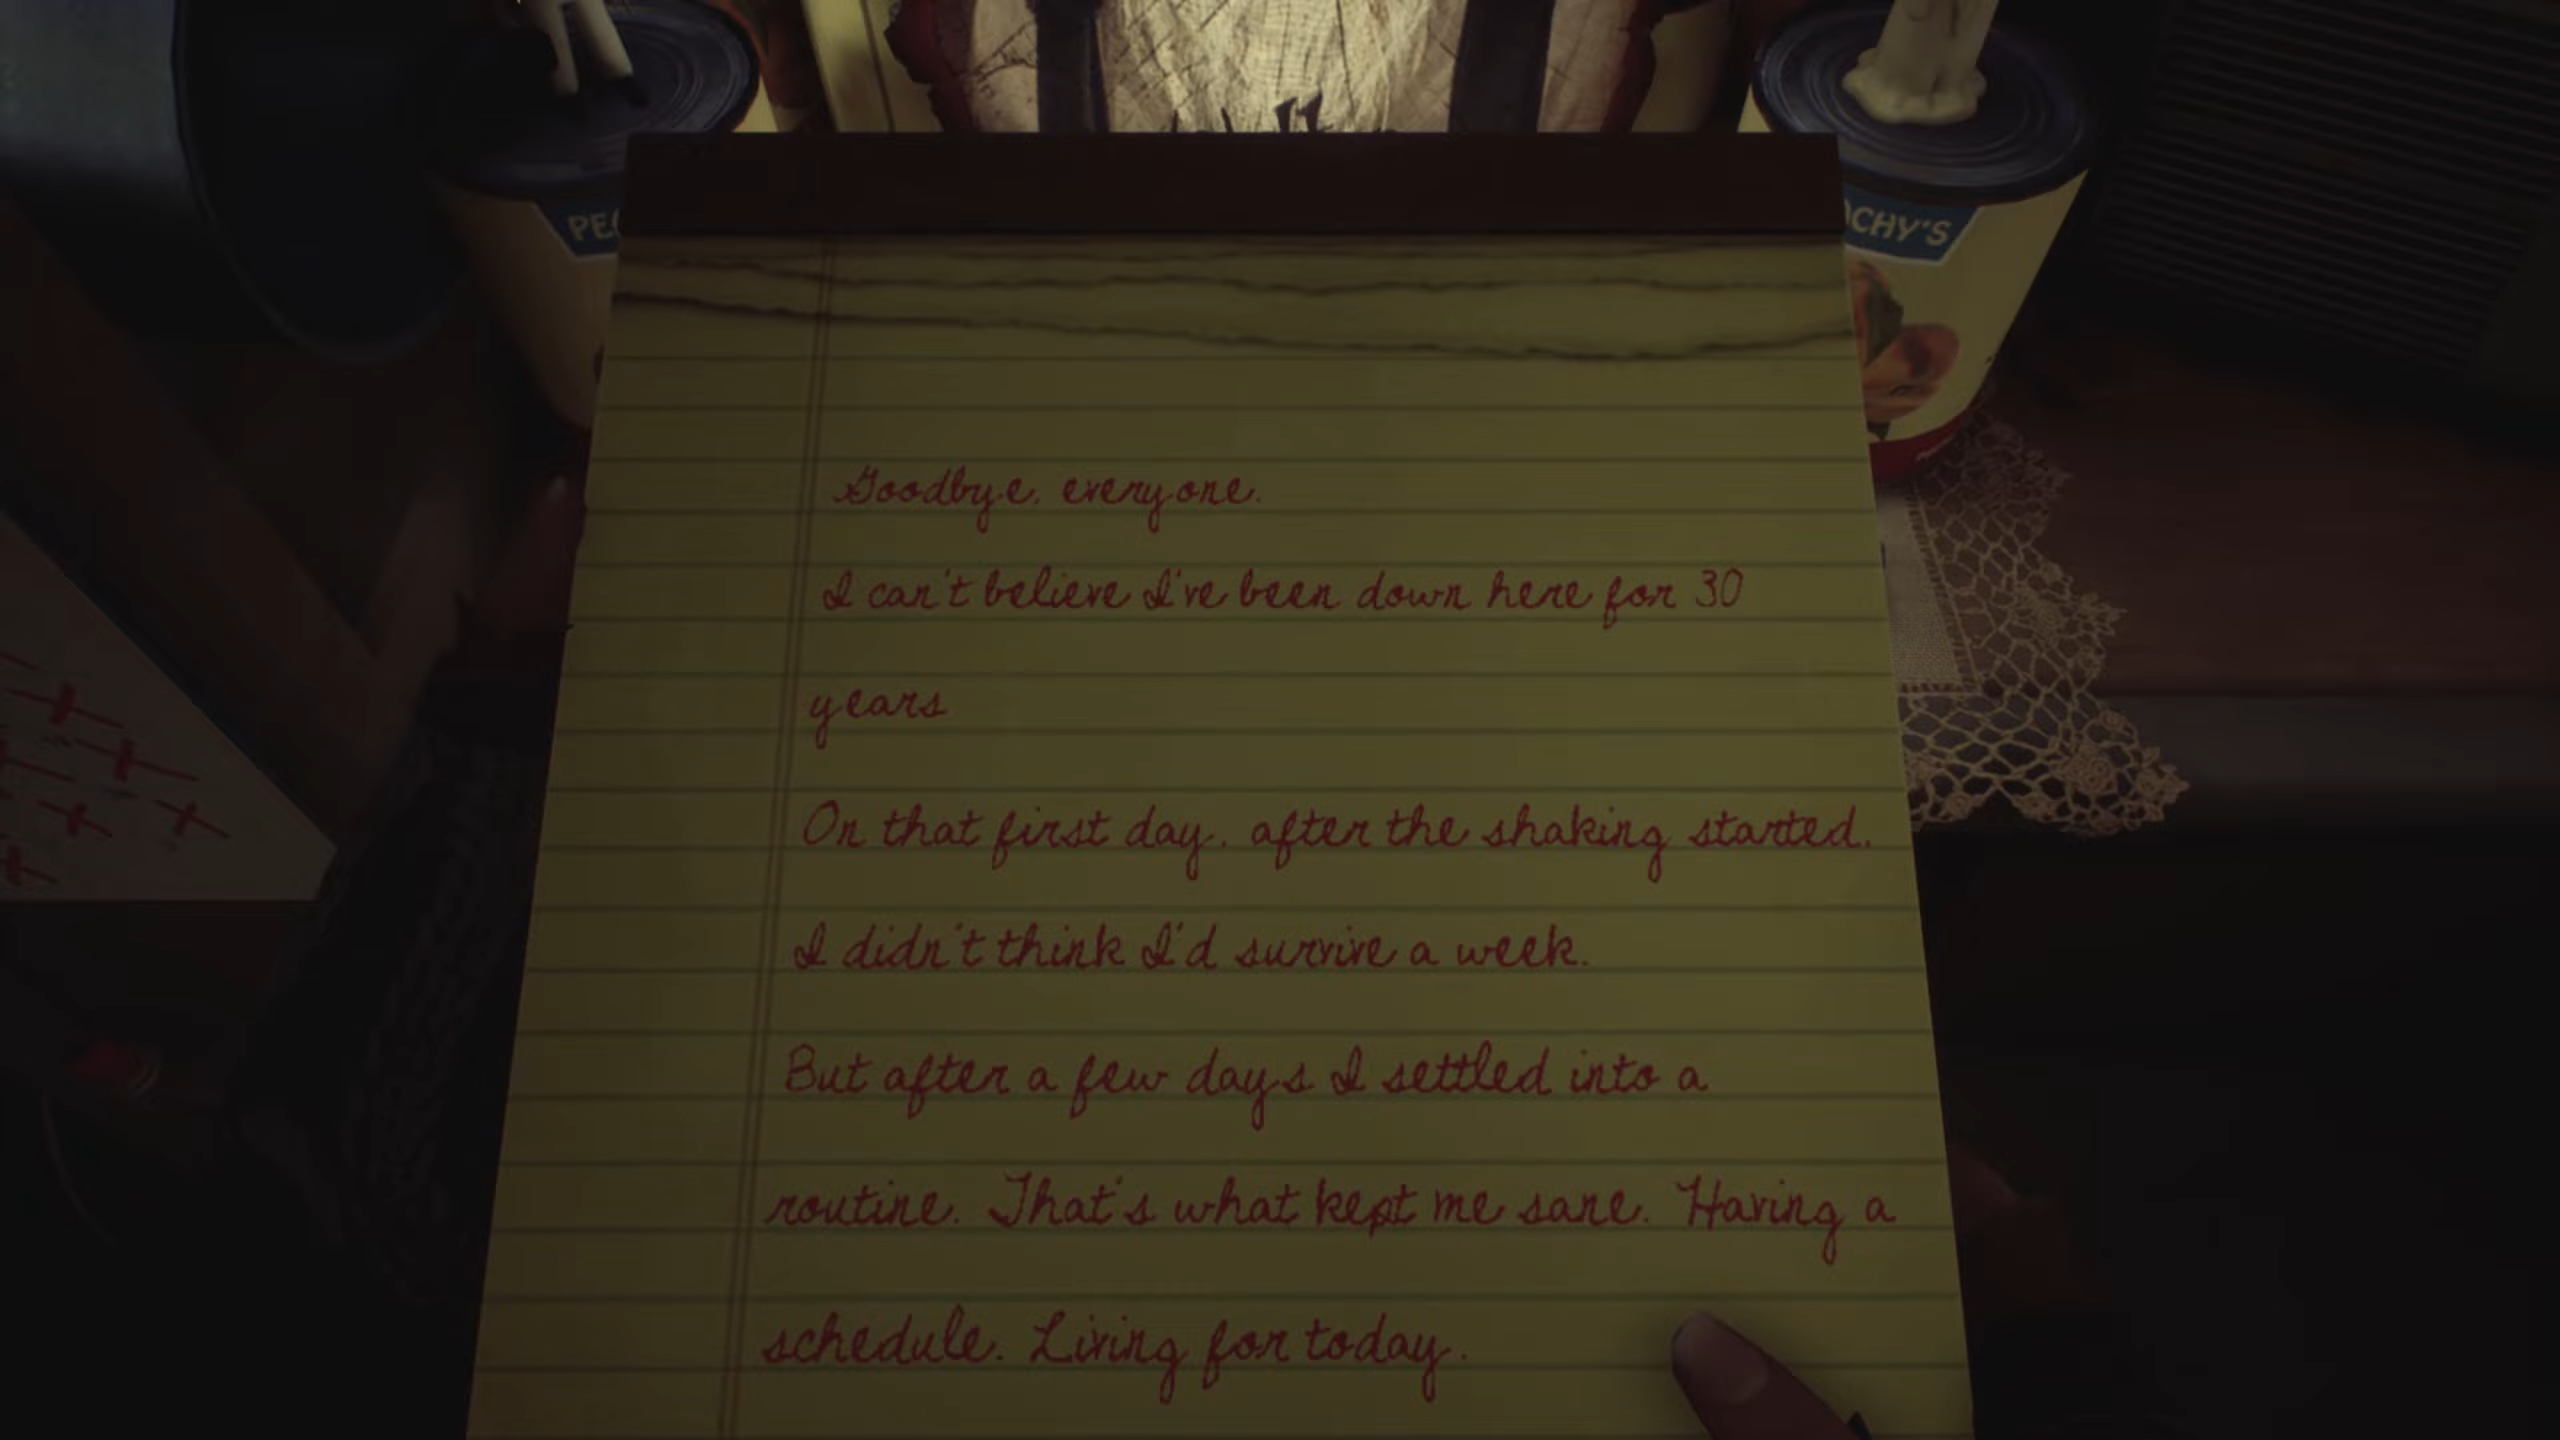 PEO
OCHY'S
Goodbye, everyone.
I can't believe I've been down here for 30
years
On that first day, after the shaking started,
I didn't think I'd survive a week.
But after a few days I settled into a
routine. That's what kept me sane. Having a
schedule. Living for today.